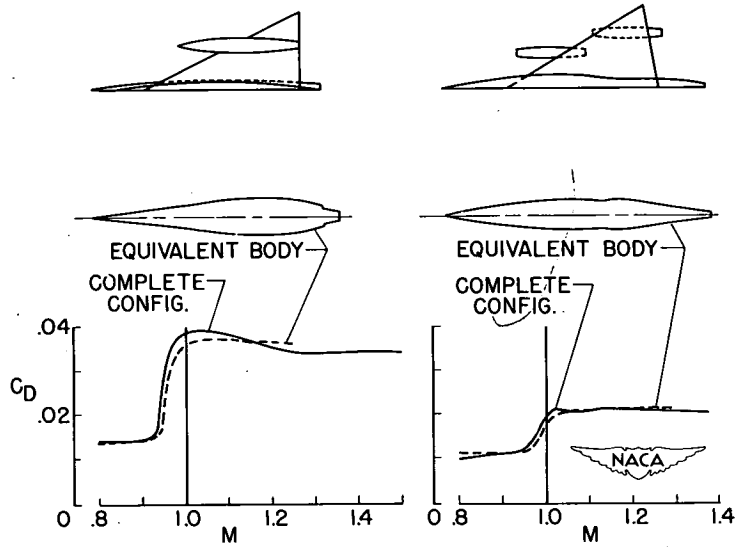 EQUIVALENT BODY
COMPLETE
CONFIG.
.04
CD
.02
0 .8 1.0 1.2 1.4
M
EQUIVALENT BODY
COMPLETE
CONFIG.
NACA
0 .8 1.0 1.2 1.4
M